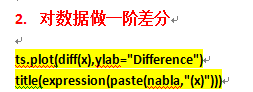 2. 对数据做一阶差分
ts.plot(diff(x),ylab="Difference")
title(expression(paste(nabla,"(x)")))